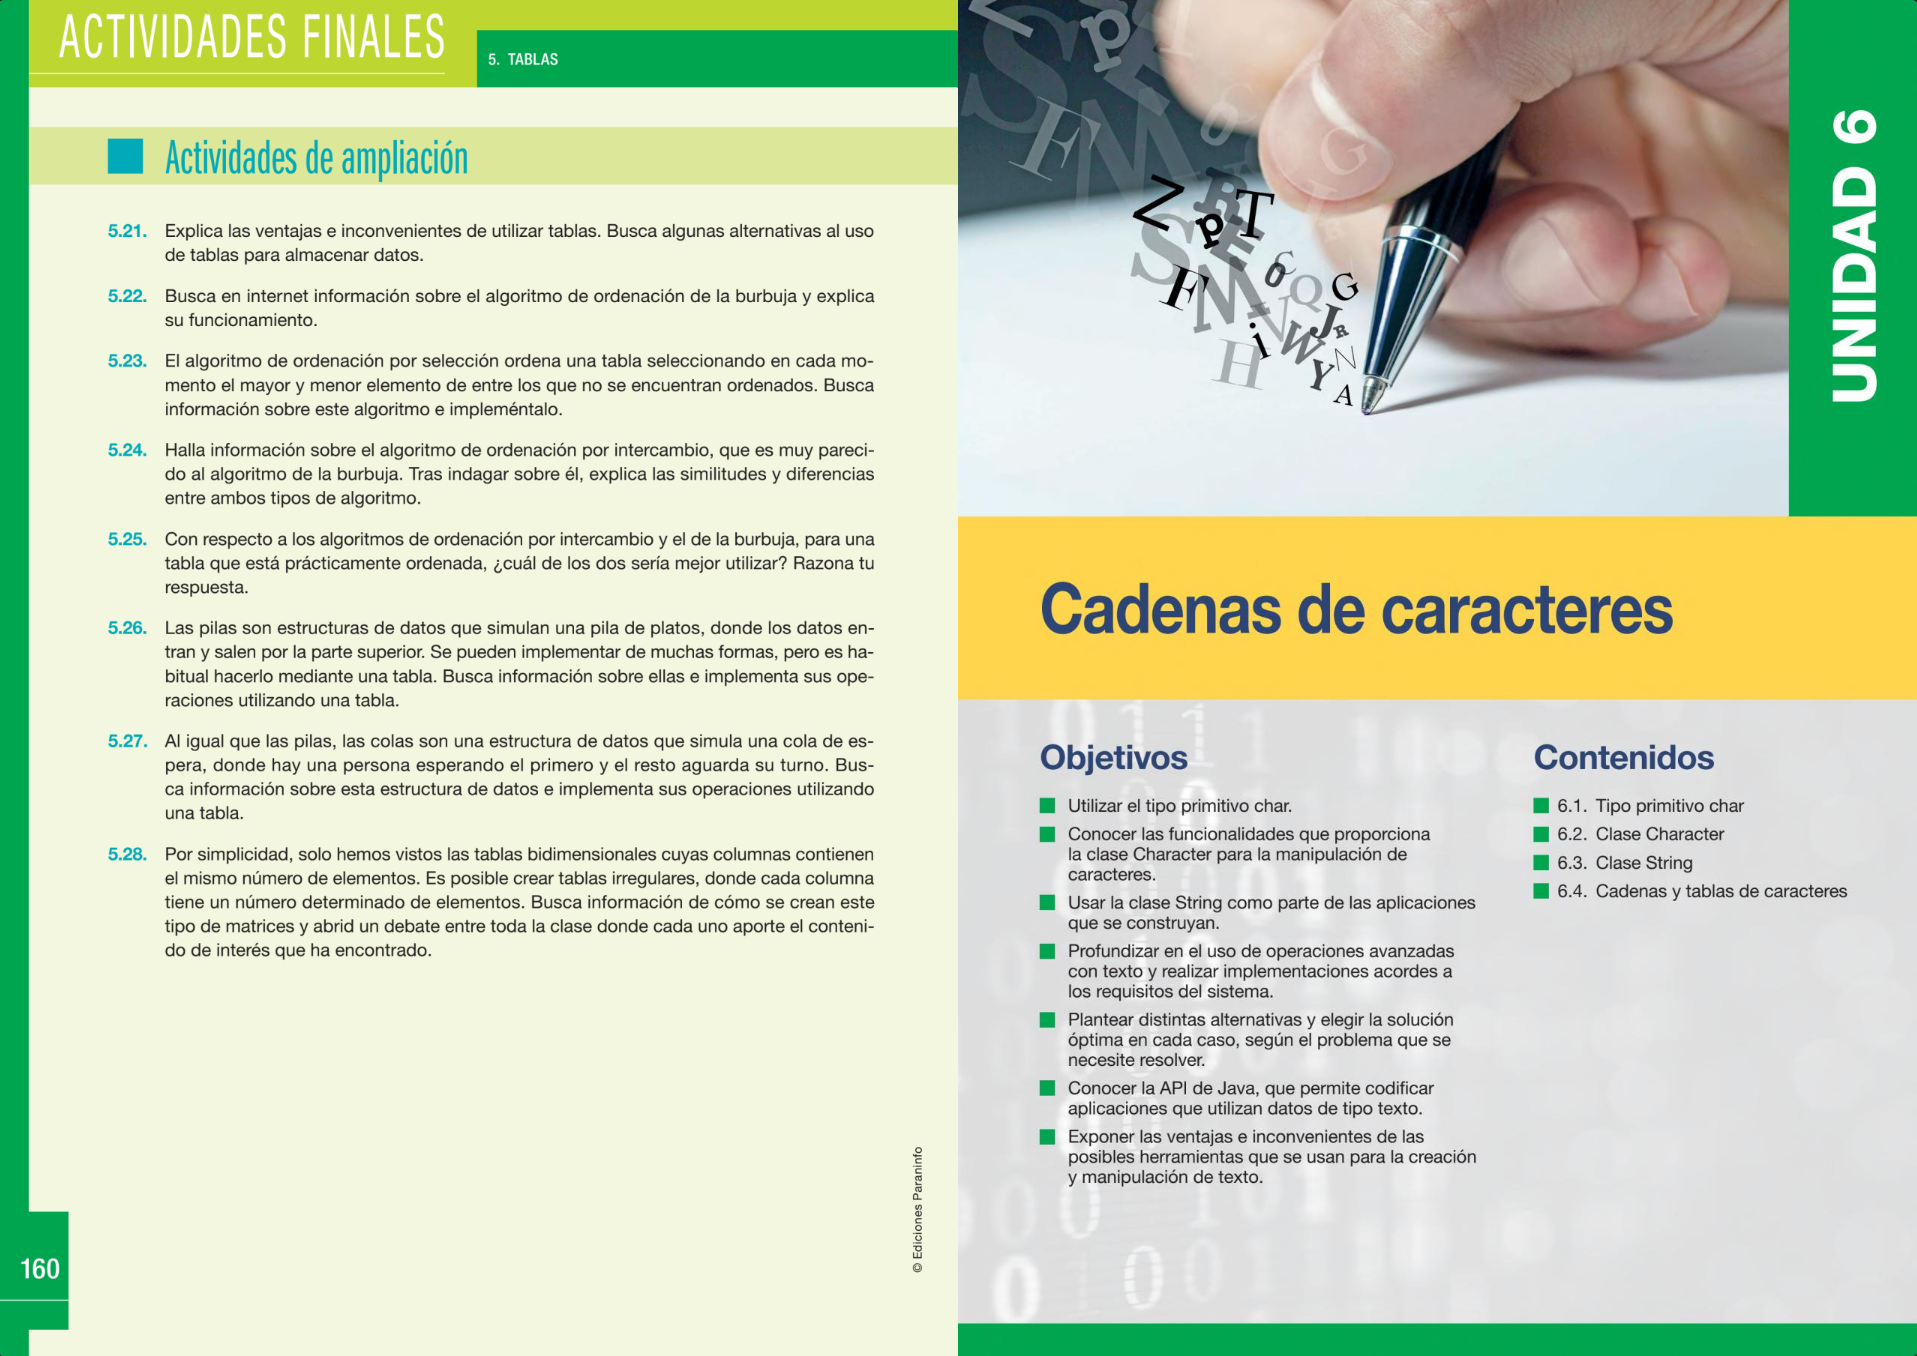 ACTIVIDADES FINALES
5. TABLAS
Actividades de ampliación
5.21. Explica las ventajas e inconvenientes de utilizar tablas. Busca algunas alternativas al uso
de tablas para almacenar datos.
5.22. Busca en internet información sobre el algoritmo de ordenación de la burbuja y explica
su funcionamiento.
5.23. El algoritmo de ordenación por selección ordena una tabla seleccionando en cada mo-
mento el mayor y menor elemento de entre los que no se encuentran ordenados. Busca
información sobre este algoritmo e impleméntalo.
5.24. Halla información sobre el algoritmo de ordenación por intercambio, que es muy pareci-
do al algoritmo de la burbuja. Tras indagar sobre él, explica las similitudes y diferencias
entre ambos tipos de algoritmo.
5.25. Con respecto a los algoritmos de ordenación por intercambio y el de la burbuja, para una
tabla que está prácticamente ordenada, ¿cuál de los dos sería mejor utilizar? Razona tu
respuesta.
5.26. Las pilas son estructuras de datos que simulan una pila de platos, donde los datos en-
tran y salen por la parte superior. Se pueden implementar de muchas formas, pero es ha-
bitual hacerlo mediante una tabla. Busca información sobre ellas e implementa sus ope-
raciones utilizando una tabla.
5.27. Al igual que las pilas, las colas son una estructura de datos que simula una cola de es-
pera, donde hay una persona esperando el primero y el resto aguarda su turno. Bus-
ca información sobre esta estructura de datos e implementa sus operaciones utilizando
una tabla.
5.28. Por simplicidad, solo hemos vistos las tablas bidimensionales cuyas columnas contienen
el mismo número de elementos. Es posible crear tablas irregulares, donde cada columna
tiene un número determinado de elementos. Busca información de cómo se crean este
tipo de matrices y abrid un debate entre toda la clase donde cada uno aporte el conteni-
do de interés que ha encontrado.
© Ediciones Paraninfo
160
UNIDAD 6
Cadenas de caracteres
Objetivos
Utilizar el tipo primitivo char.
Conocer las funcionalidades que proporciona
la clase Character para la manipulación de
caracteres.
Usar la clase String como parte de las aplicaciones
que se construyan.
Profundizar en el uso de operaciones avanzadas
con texto y realizar implementaciones acordes a
los requisitos del sistema.
Plantear distintas alternativas y elegir la solución
óptima en cada caso, según el problema que se
necesite resolver.
Conocer la API de Java, que permite codificar
aplicaciones que utilizan datos de tipo texto.
Exponer las ventajas e inconvenientes de las
posibles herramientas que se usan para la creación
y manipulación de texto.
Contenidos
6.1. Tipo primitivo char
6.2. Clase Character
6.3. Clase String
6.4. Cadenas y tablas de caracteres